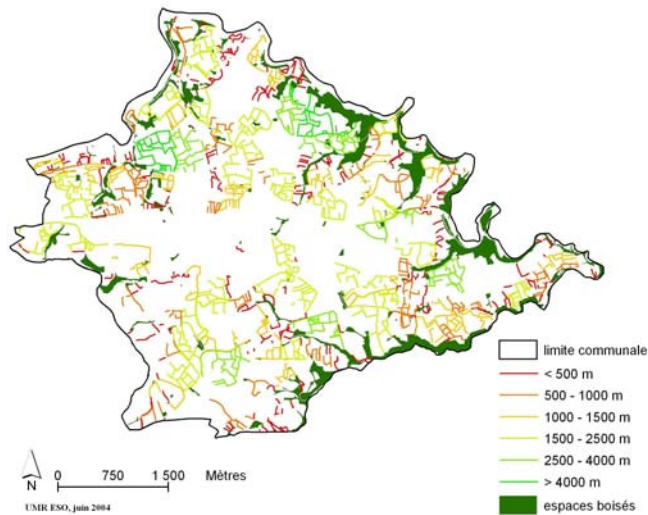 limite communale
< 500 m
500 - 1000 m
1000 - 1500 m
1500 - 2500 m
2500 - 4000 m
> 4000 m
espaces boisés
N
0 750 1 500 Mètres
UMR ESO, juin 2004